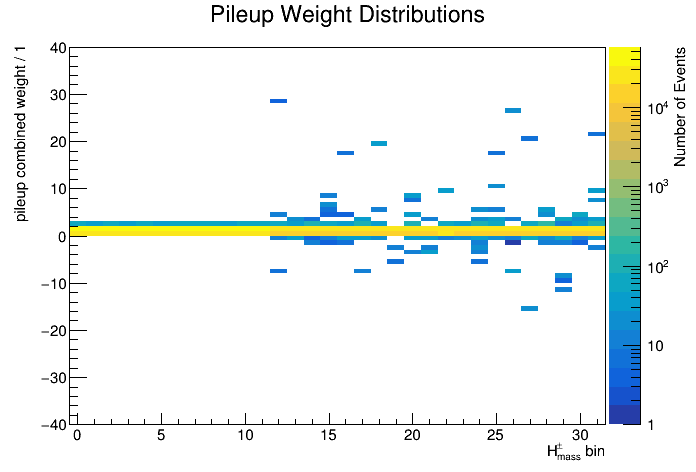 Pileup Weight Distributions
pileup combined weight / 1
40
30
20
10
0
−10
−20
−30
−40
0 5 10 15 20 25 30
H±mass bin
Number of Events
10⁴
10³
10²
10
1